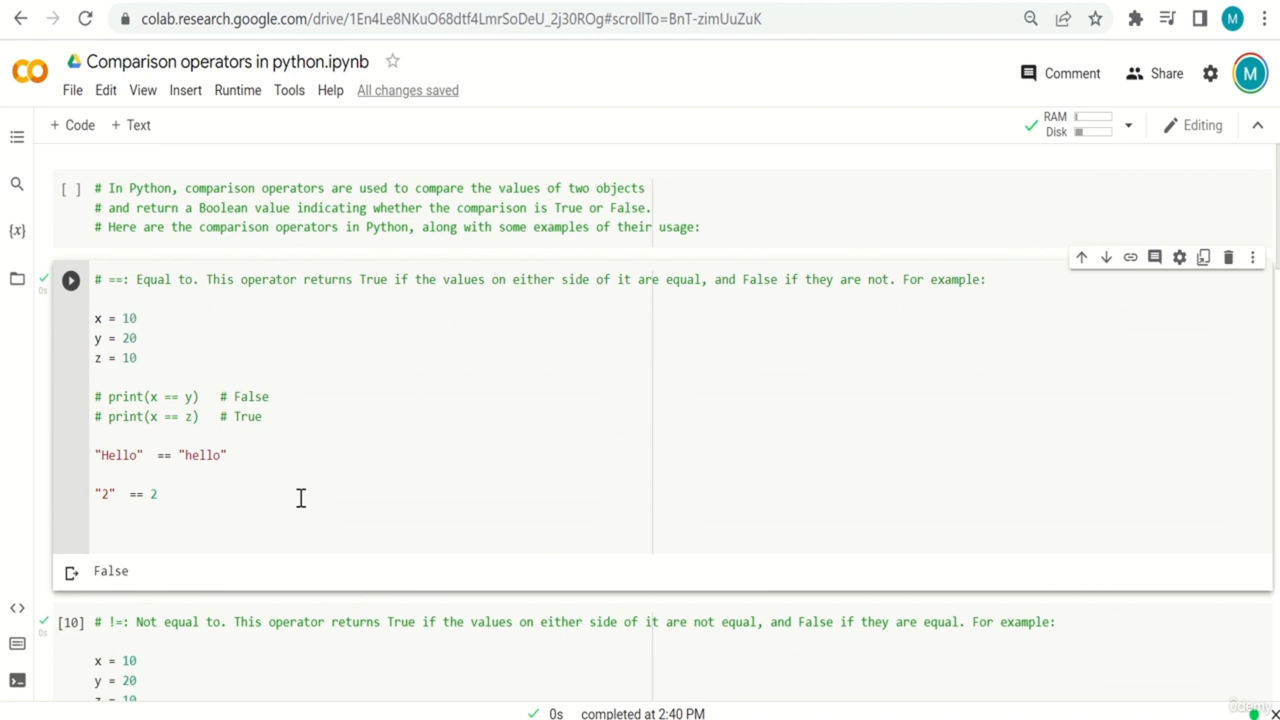 colab.research.google.com/drive/1En4Le8NKuO68dtf4LmrSoDeU_2j30ROg#scrollTo=BnT-zimUuZuK
M
Comparison operators in python.ipynb
Comment
Share
M
File Edit View Insert Runtime Tools Help All changes saved
+ Code + Text
RAM
Disk
Editing
[ ] # In Python, comparison operators are used to compare the values of two objects
# and return a Boolean value indicating whether the comparison is True or False.
# Here are the comparison operators in Python, along with some examples of their usage:
{x}
0s
# ==: Equal to. This operator returns True if the values on either side of it are equal, and False if they are not. For example:
x = 10
y = 20
z = 10
# print(x == y)   # False
# print(x == z)   # True
"Hello"  == "hello"
"2"  == 2
False
[10] # !=: Not equal to. This operator returns True if the values on either side of it are not equal, and False if they are equal. For example:
0s
x = 10
y = 20
z = 10
0s completed at 2:40 PM
ûdemy